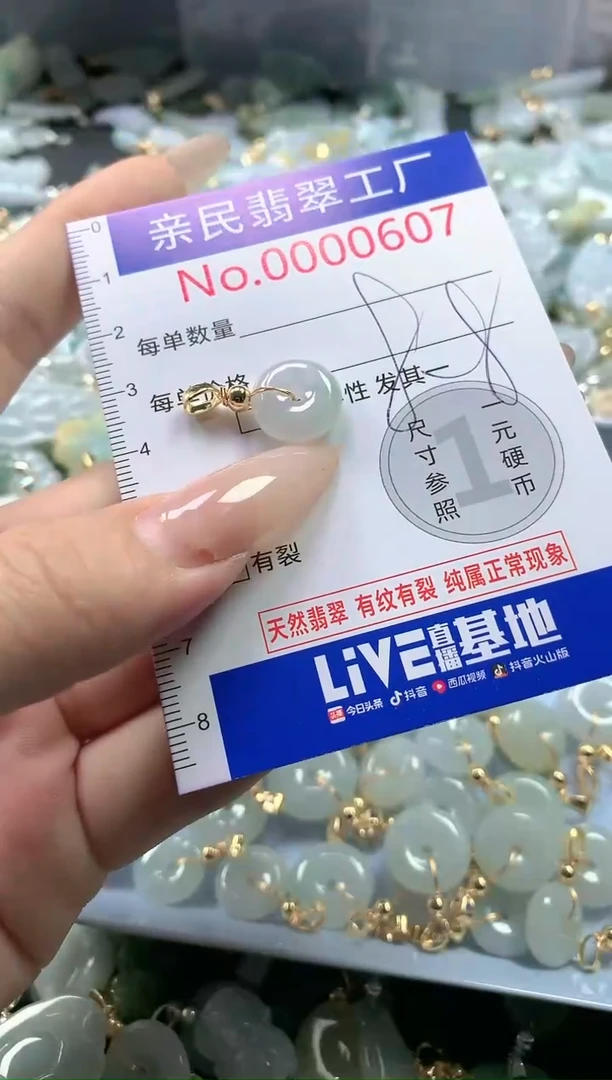 亲民翡翠工厂
No.0000607
0
1
每单数量
2
3
每单价格
性 发其一
4
尺寸参照
1
一元硬币
有裂
天然翡翠 有纹有裂 纯属正常现象
7
LiVE直播基地
头条 今日头条 抖音 西瓜视频 抖音火山版
8